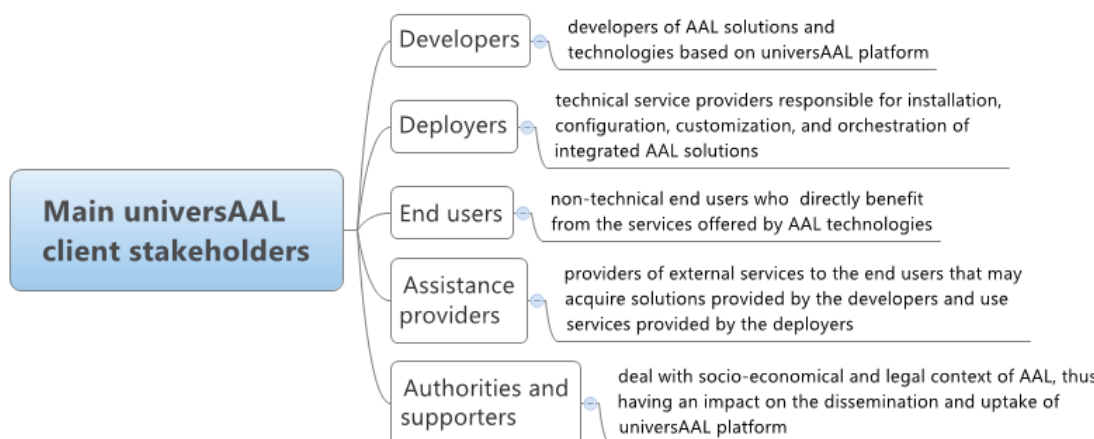 Main universAAL
client stakeholders
Developers
developers of AAL solutions and
technologies based on universAAL platform
Deployers
technical service providers responsible for installation,
configuration, customization, and orchestration of
integrated AAL solutions
End users
non-technical end users who directly benefit
from the services offered by AAL technologies
Assistance
providers
providers of external services to the end users that may
acquire solutions provided by the developers and use
services provided by the deployers
Authorities and
supporters
deal with socio-economical and legal context of AAL, thus
having an impact on the dissemination and uptake of
universAAL platform